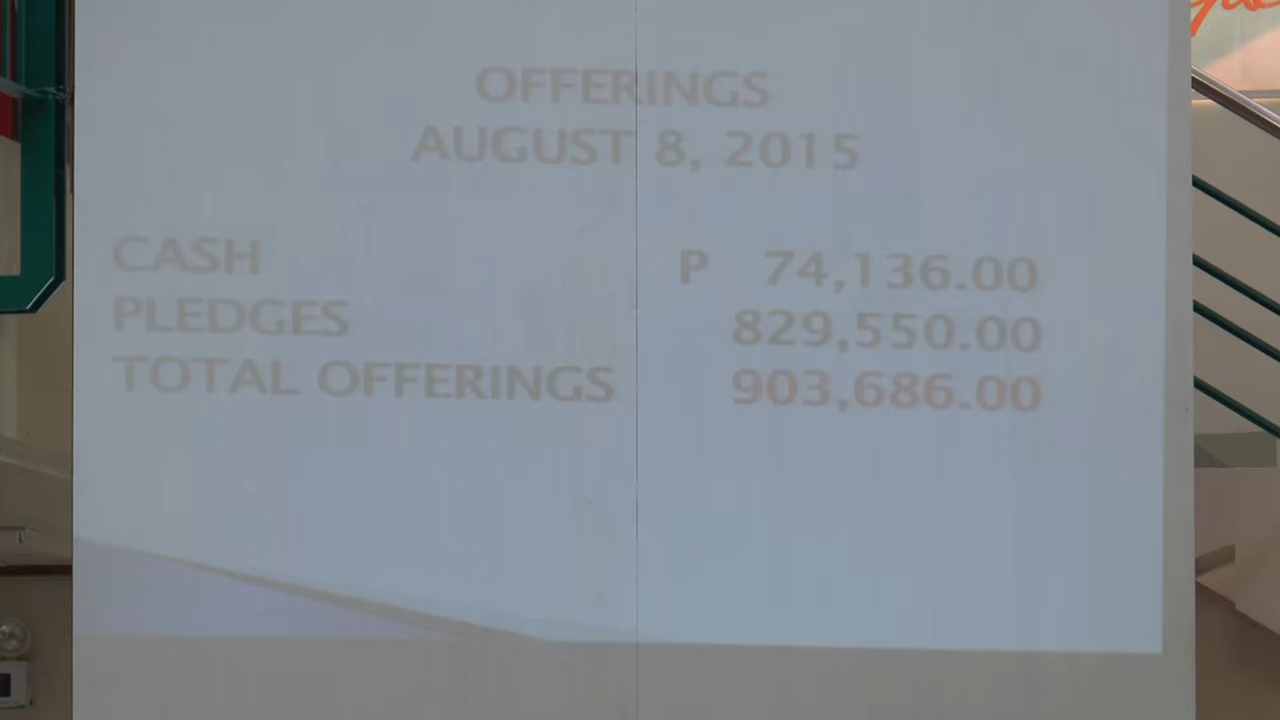 OFFERINGS
AUGUST 8, 2015
CASH P 74,136.00
PLEDGES 829,550.00
TOTAL OFFERINGS 903,686.00